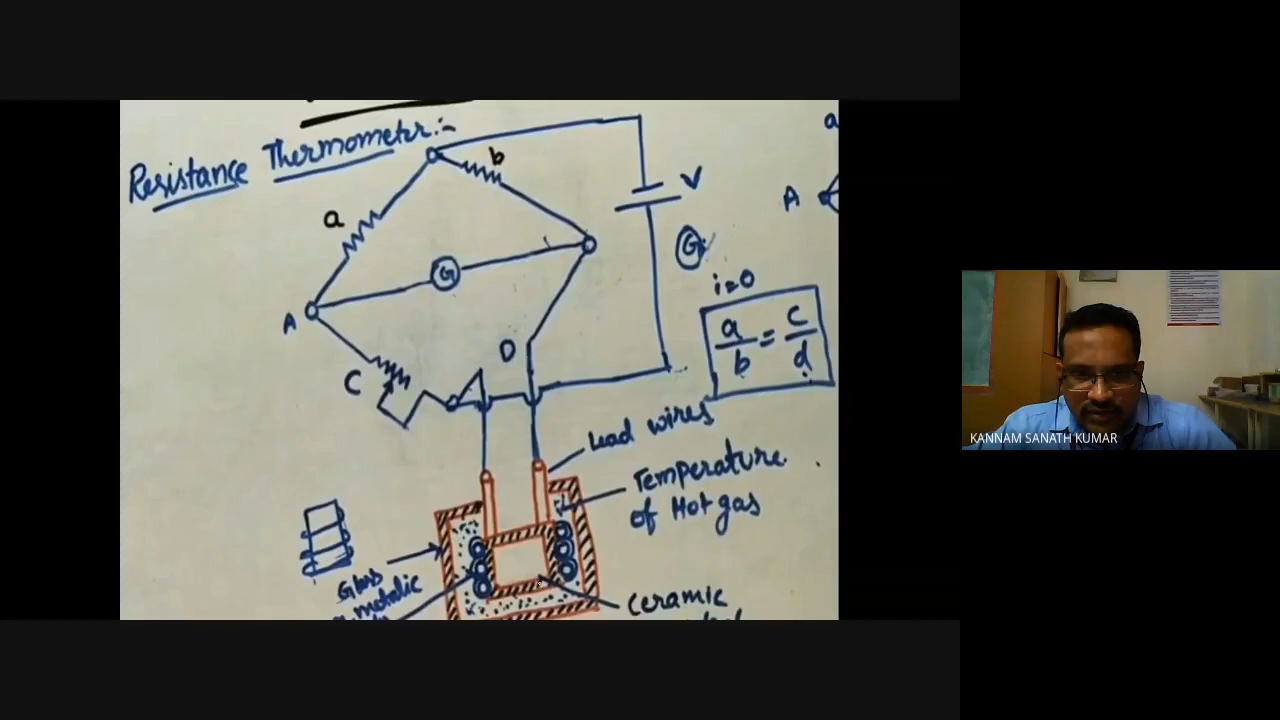 Resistance Thermometer:-
a
b
V
a
A
G
G
i=0
a/b = c/d
A
C
D
Lead wires
Temperature
of Hot gas
Glass
metalic
ceramic
KANNAM SANATH KUMAR